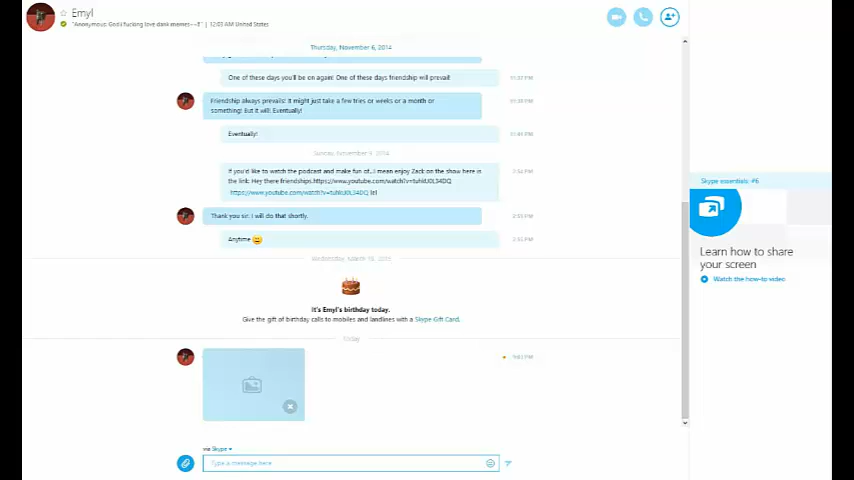 Emyl
"Anonymous: God's fucking love dank memes~~E" | 12:03 AM United States
Thursday, November 6, 2014
One of these days you'll be on again! One of these days friendship will prevail
Friendship always prevails! It might just take a few tries or weeks or a month or
something! But it will! Eventually!
Eventually!
Sunday, November 9, 2014
If you'd like to watch the podcast and make fun of...I mean enjoy Zack on the show here is
the link: Hey there friendships.
Thank you sir. I will do that shortly.
Anytime
It's Emyl's birthday today.
Give the gift of birthday calls to mobiles and landlines with a Skype Gift Card.
Today
via Skype
Type a message here
Skype essentials: #6
Learn how to share
your screen
Watch the how-to video